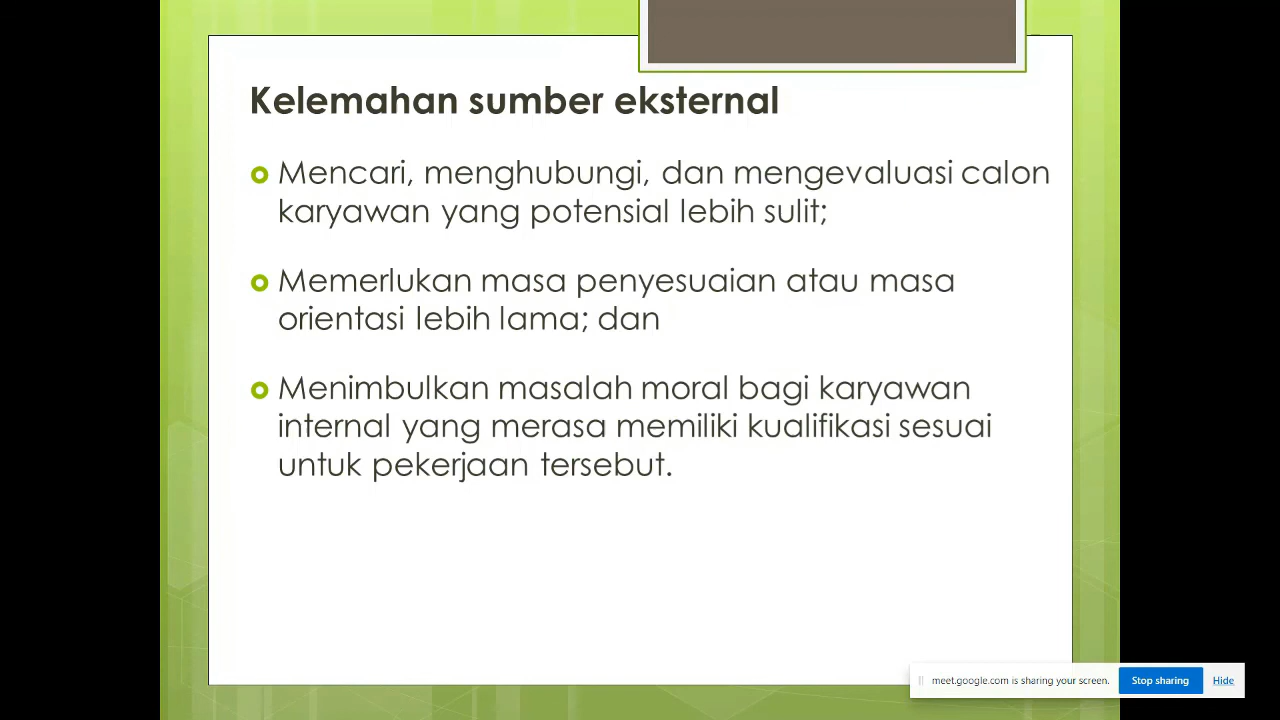 Kelemahan sumber eksternal
Mencari, menghubungi, dan mengevaluasi calon
karyawan yang potensial lebih sulit;
Memerlukan masa penyesuaian atau masa
orientasi lebih lama; dan
Menimbulkan masalah moral bagi karyawan
internal yang merasa memiliki kualifikasi sesuai
untuk pekerjaan tersebut.
meet.google.com is sharing your screen. Stop sharing Hide